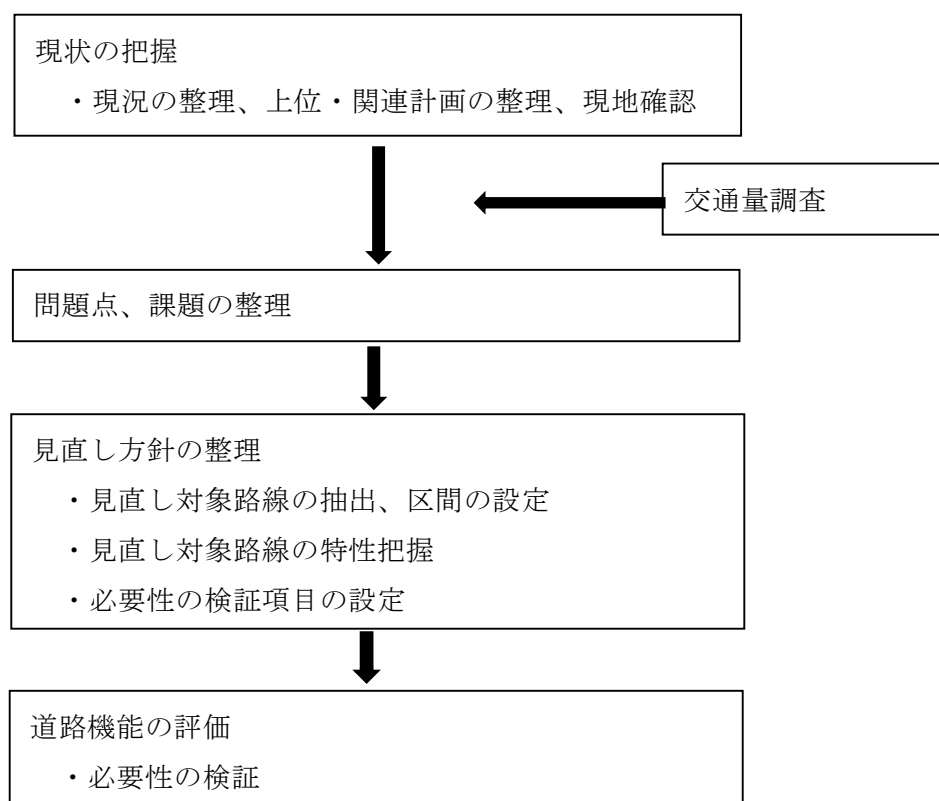 現状の把握
・現況の整理、上位・関連計画の整理、現地確認
交通量調査
問題点、課題の整理
見直し方針の整理
・見直し対象路線の抽出、区間の設定
・見直し対象路線の特性把握
・必要性の検証項目の設定
道路機能の評価
・必要性の検証